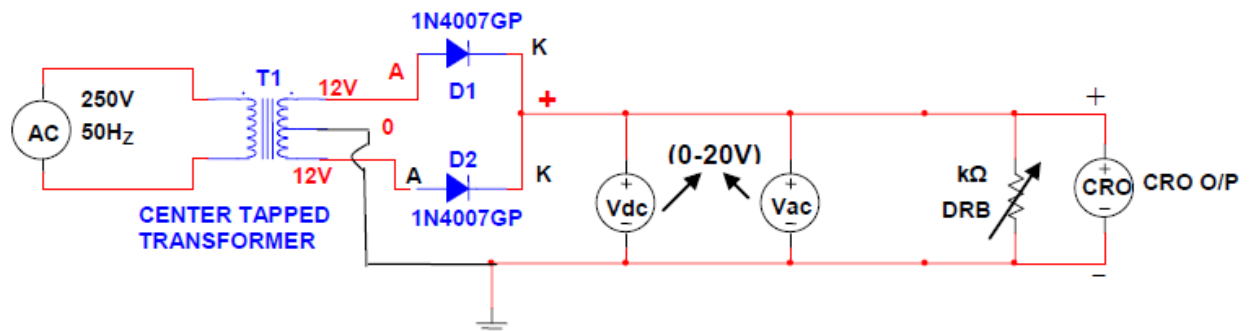 1N4007GP
K
A
D1
T1
12V
+
250V
50HZ
AC
0
12V
A
D2
K
1N4007GP
CENTER TAPPED
TRANSFORMER
(0-20V)
+
Vdc
−
+
Vac
−
kΩ
DRB
+
+
CRO
−
CRO O/P
−